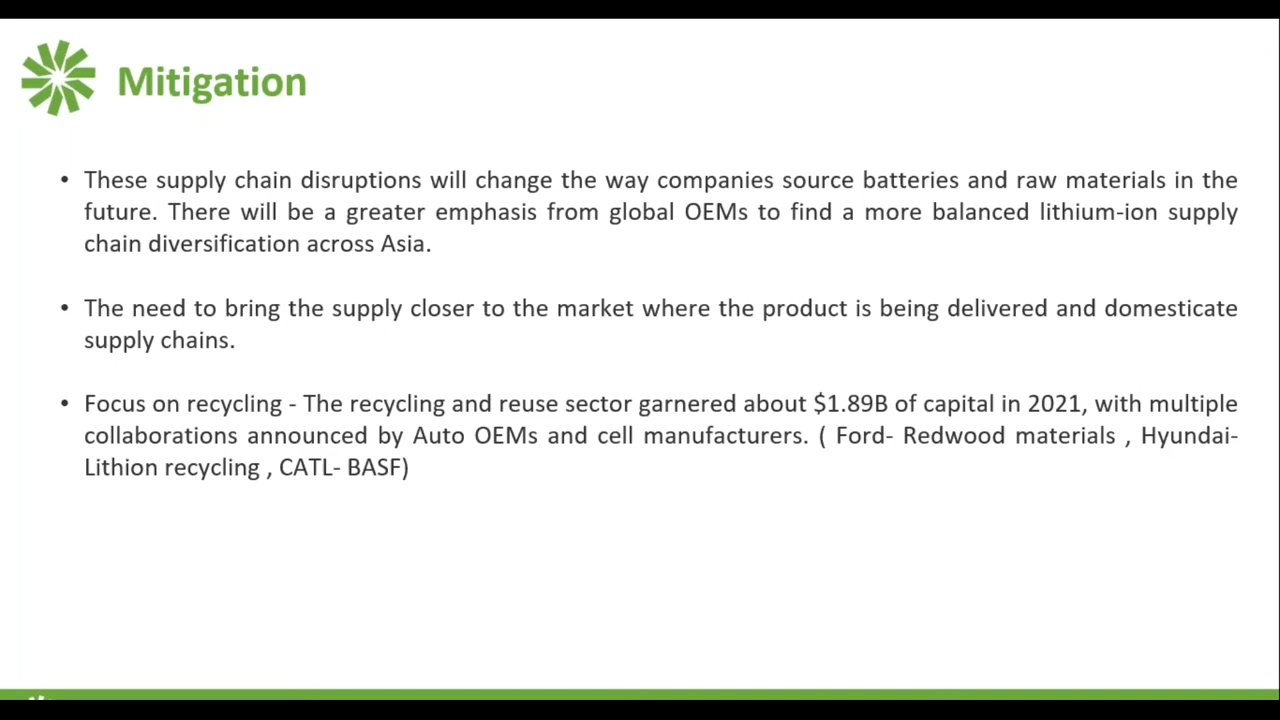 Mitigation
• These supply chain disruptions will change the way companies source batteries and raw materials in the
future. There will be a greater emphasis from global OEMs to find a more balanced lithium-ion supply
chain diversification across Asia.
• The need to bring the supply closer to the market where the product is being delivered and domesticate
supply chains.
• Focus on recycling - The recycling and reuse sector garnered about $1.89B of capital in 2021, with multiple
collaborations announced by Auto OEMs and cell manufacturers. ( Ford- Redwood materials , Hyundai-
Lithion recycling , CATL- BASF)